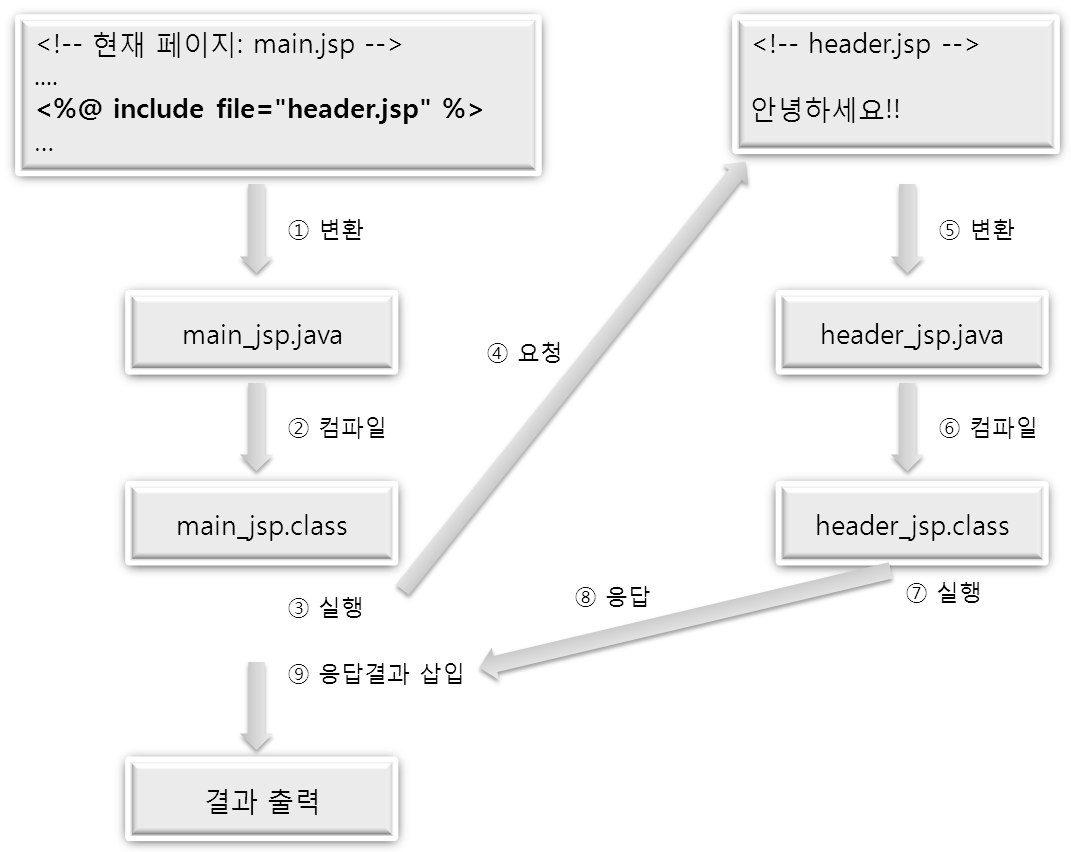 <!-- 현재 페이지: main.jsp -->
....
<%@ include file="header.jsp" %>
...
<!-- header.jsp -->
안녕하세요!!
① 변환
⑤ 변환
main_jsp.java
header_jsp.java
④ 요청
② 컴파일
⑥ 컴파일
main_jsp.class
header_jsp.class
③ 실행
⑧ 응답
⑦ 실행
⑨ 응답결과 삽입
결과 출력